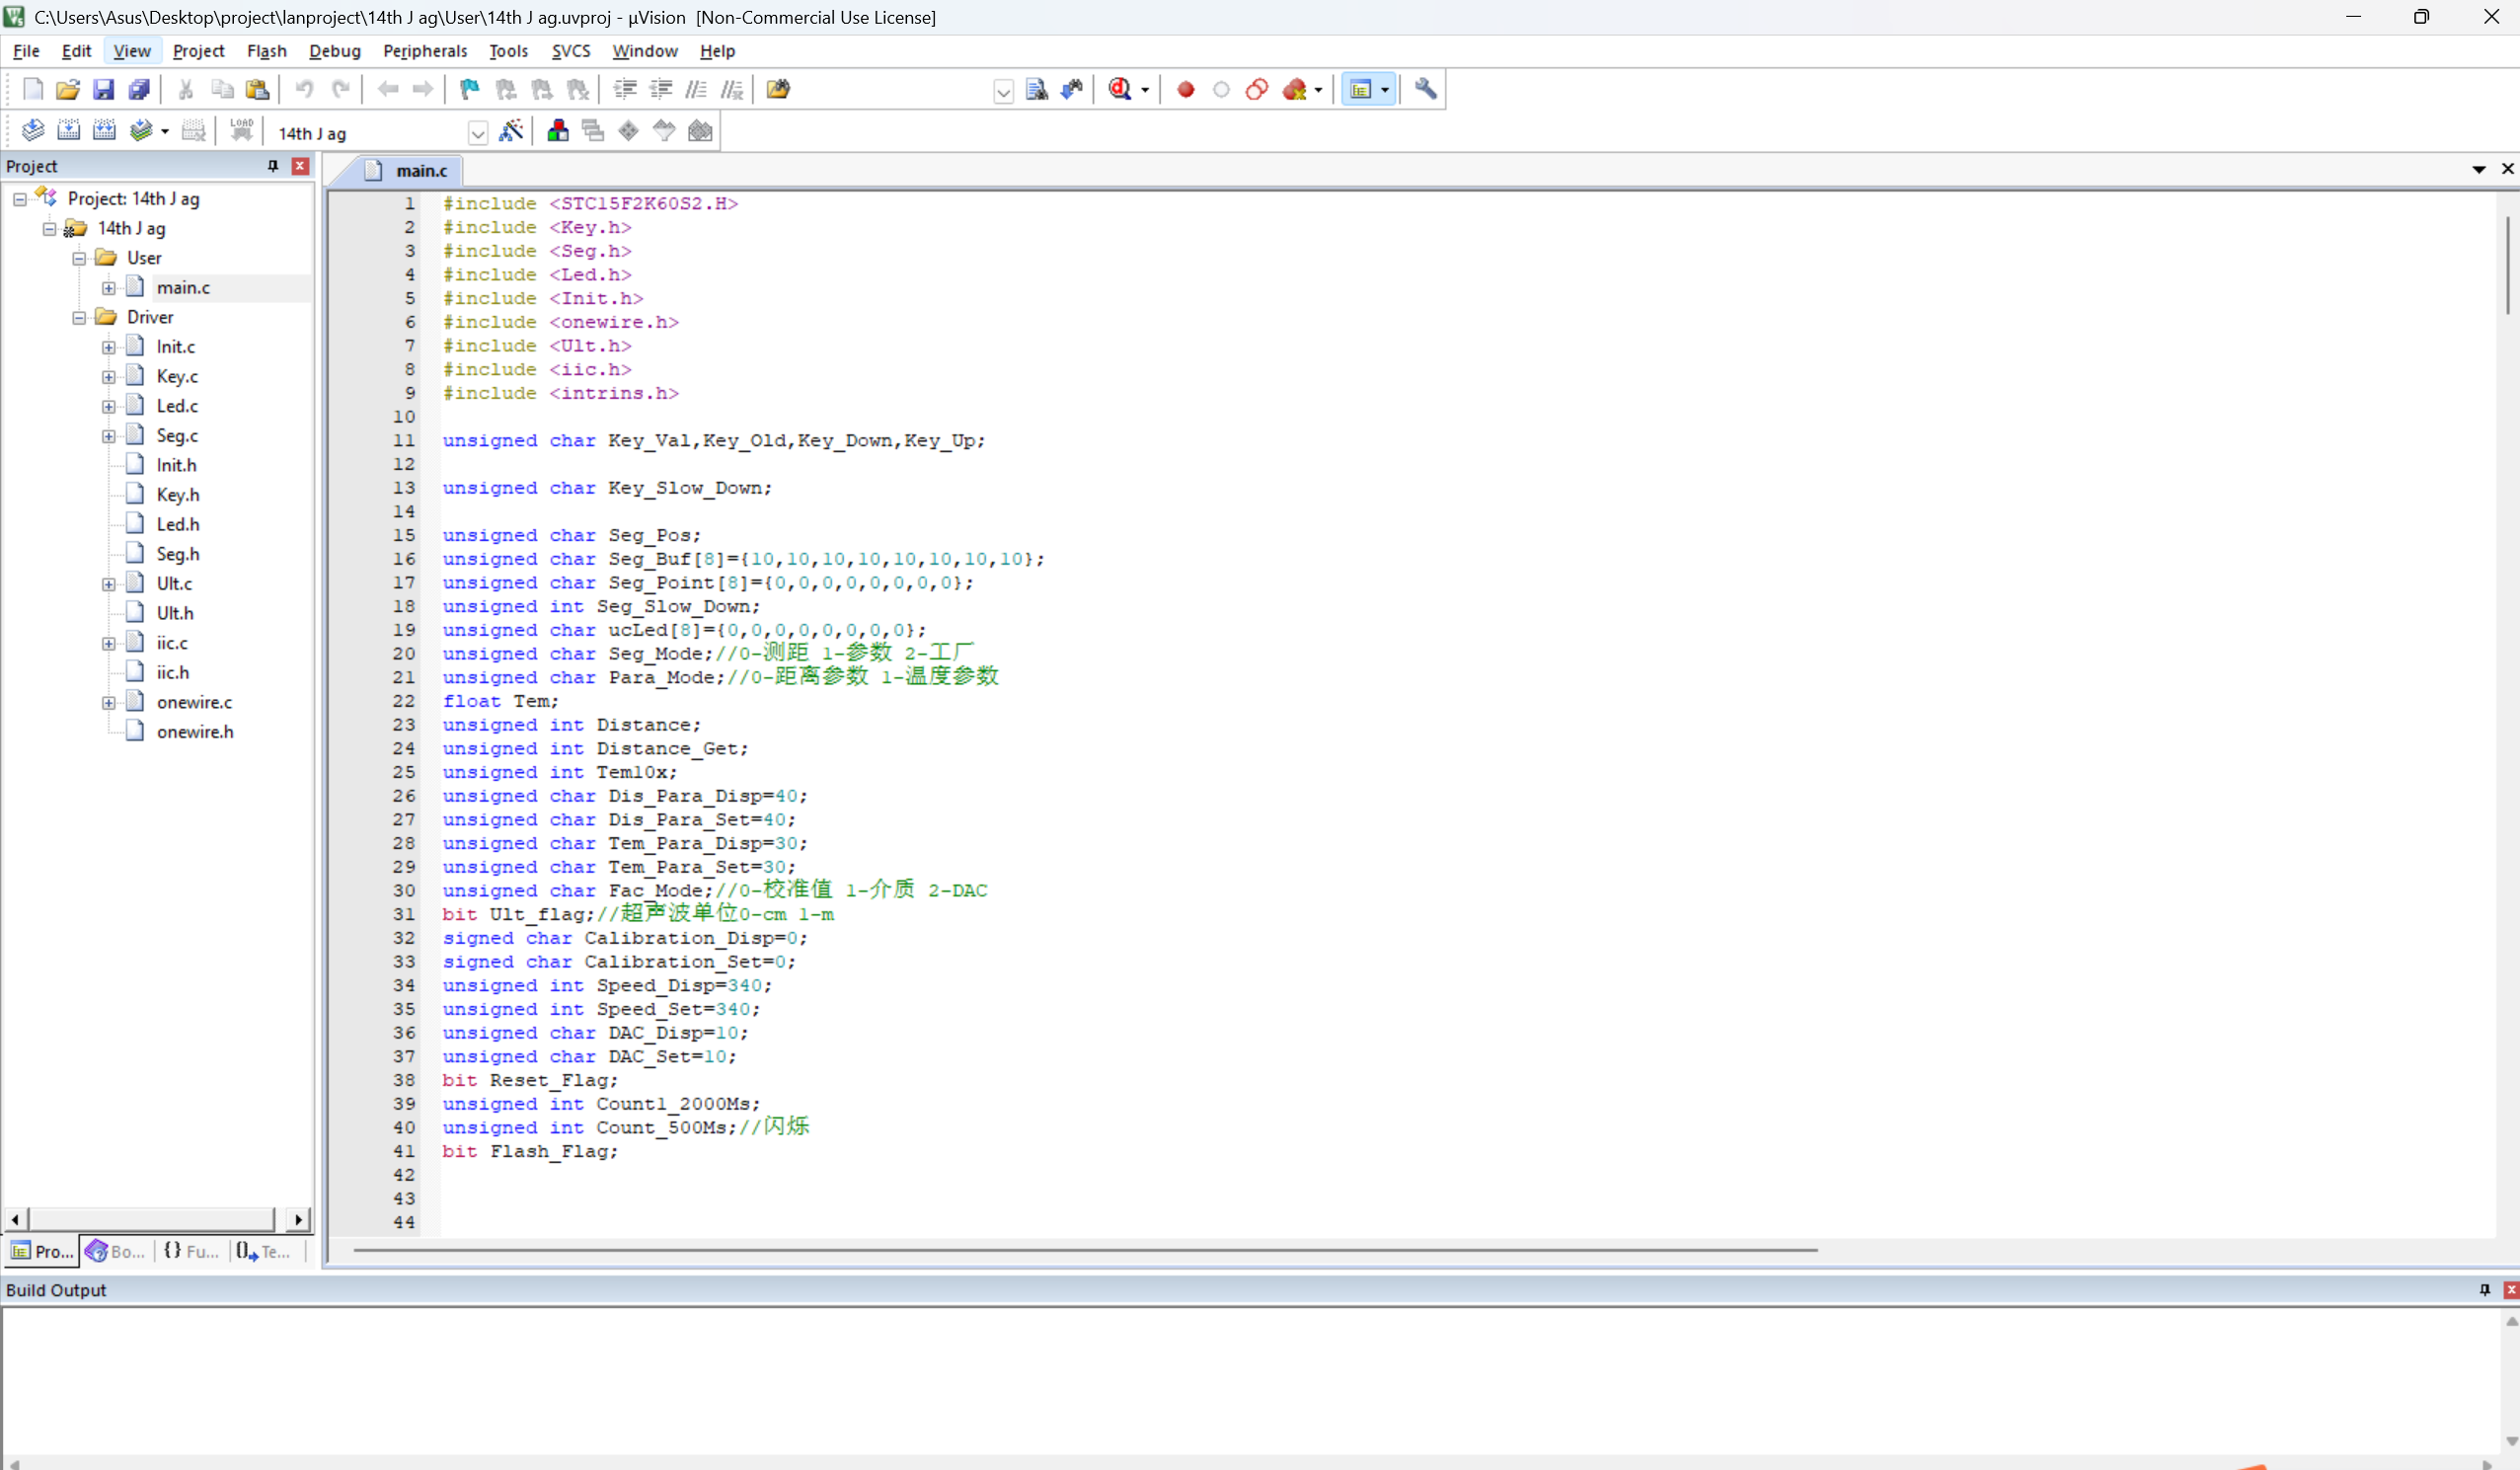 C:\Users\Asus\Desktop\project\lanproject\14th J ag\User\14th J ag.uvproj - µVision [Non-Commercial Use License]
File Edit View Project Flash Debug Peripherals Tools SVCS Window Help
LOAD 14th J ag
Project
Project: 14th J ag
14th J ag
User
main.c
Driver
Init.c
Key.c
Led.c
Seg.c
Init.h
Key.h
Led.h
Seg.h
Ult.c
Ult.h
iic.c
iic.h
onewire.c
onewire.h
Pro... Bo... {} Fu... Te...
main.c
1 #include <STC15F2K60S2.H>
2 #include <Key.h>
3 #include <Seg.h>
4 #include <Led.h>
5 #include <Init.h>
6 #include <onewire.h>
7 #include <Ult.h>
8 #include <iic.h>
9 #include <intrins.h>
10
11 unsigned char Key_Val,Key_Old,Key_Down,Key_Up;
12
13 unsigned char Key_Slow_Down;
14
15 unsigned char Seg_Pos;
16 unsigned char Seg_Buf[8]={10,10,10,10,10,10,10,10};
17 unsigned char Seg_Point[8]={0,0,0,0,0,0,0,0};
18 unsigned int Seg_Slow_Down;
19 unsigned char ucLed[8]={0,0,0,0,0,0,0,0};
20 unsigned char Seg_Mode;//0-测距 1-参数 2-工厂
21 unsigned char Para_Mode;//0-距离参数 1-温度参数
22 float Tem;
23 unsigned int Distance;
24 unsigned int Distance_Get;
25 unsigned int Tem10x;
26 unsigned char Dis_Para_Disp=40;
27 unsigned char Dis_Para_Set=40;
28 unsigned char Tem_Para_Disp=30;
29 unsigned char Tem_Para_Set=30;
30 unsigned char Fac_Mode;//0-校准值 1-介质 2-DAC
31 bit Ult_flag;//超声波单位0-cm 1-m
32 signed char Calibration_Disp=0;
33 signed char Calibration_Set=0;
34 unsigned int Speed_Disp=340;
35 unsigned int Speed_Set=340;
36 unsigned char DAC_Disp=10;
37 unsigned char DAC_Set=10;
38 bit Reset_Flag;
39 unsigned int Count1_2000Ms;
40 unsigned int Count_500Ms;//闪烁
41 bit Flash_Flag;
42
43
44
Build Output